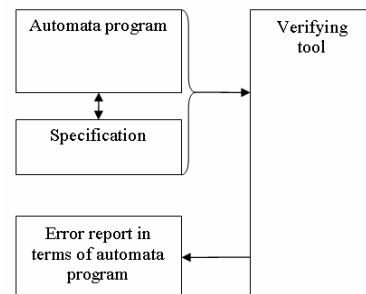 Automata program
Verifying
tool
Specification
Error report in
terms of automata
program